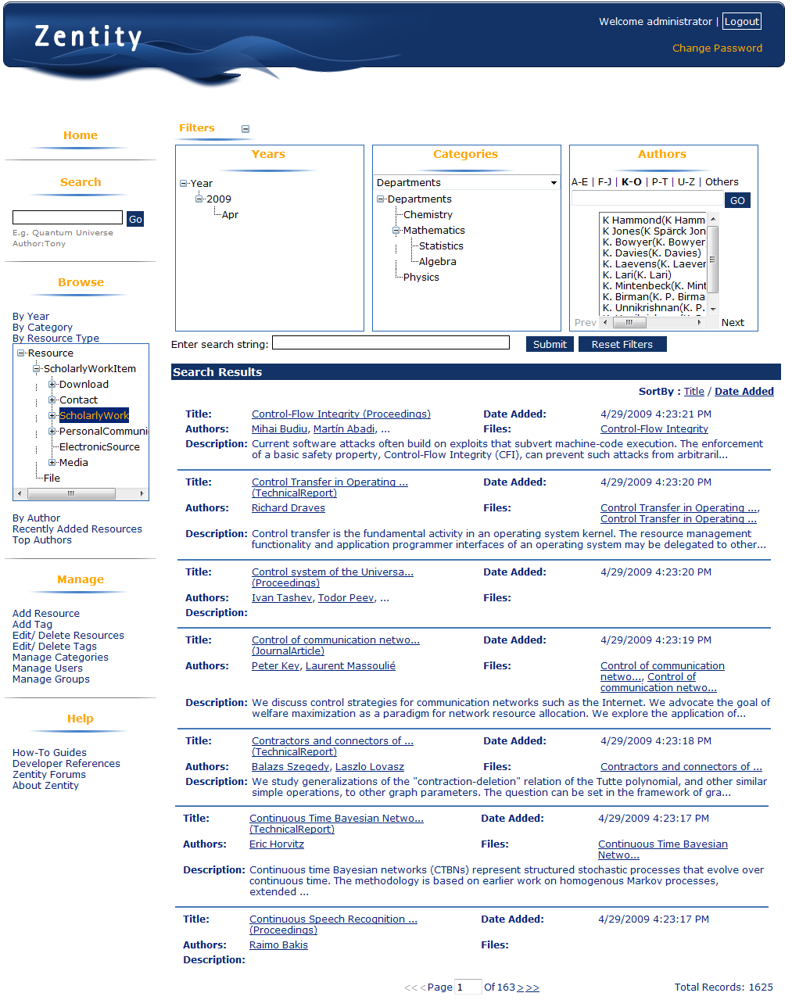 Zentity
Welcome administrator | Logout
Change Password
Home
Search
Go
E.g. Quantum Universe
Author:Tony
Browse
By Year
By Category
By Resource Type
Resource
ScholarlyWorkItem
Download
Contact
ScholarlyWork
PersonalCommuni
ElectronicSource
Media
File
By Author
Recently Added Resources
Top Authors
Manage
Add Resource
Add Tag
Edit/ Delete Resources
Edit/ Delete Tags
Manage Categories
Manage Users
Manage Groups
Help
How-To Guides
Developer References
Zentity Forums
About Zentity
Filters
Years
Year
2009
Apr
Categories
Departments
Departments
Chemistry
Mathematics
Statistics
Algebra
Physics
Authors
A-E | F-J | K-O | P-T | U-Z | Others
GO
K Hammond(K Hamm
K Jones(K Spärck Jon
K. Bowyer(K. Bowyer
K. Davies(K. Davies)
K. Laevens(K. Laever
K. Lari(K. Lari)
K. Mintenbeck(K. Mint
K. Birman(K. P. Birma
K. Unnikrishnan(K. P.
Prev Next
Enter search string: Submit Reset Filters
Search Results
SortBy : Title / Date Added
Title: Control-Flow Integrity (Proceedings) Date Added: 4/29/2009 4:23:21 PM
Authors: Mihai Budiu, Martín Abadi, ... Files: Control-Flow Integrity
Description: Current software attacks often build on exploits that subvert machine-code execution. The enforcement
of a basic safety property, Control-Flow Integrity (CFI), can prevent such attacks from arbitraril...
Title: Control Transfer in Operating ... Date Added: 4/29/2009 4:23:20 PM
(TechnicalReport)
Authors: Richard Draves Files: Control Transfer in Operating ...,
Control Transfer in Operating ...
Description: Control transfer is the fundamental activity in an operating system kernel. The resource management
functionality and application programmer interfaces of an operating system may be delegated to other...
Title: Control system of the Universa... Date Added: 4/29/2009 4:23:20 PM
(Proceedings)
Authors: Ivan Tashev, Todor Peev, ... Files:
Description:
Title: Control of communication netwo... Date Added: 4/29/2009 4:23:19 PM
(JournalArticle)
Authors: Peter Key, Laurent Massoulié Files: Control of communication
netwo..., Control of
communication netwo...
Description: We discuss control strategies for communication networks such as the Internet. We advocate the goal of
welfare maximization as a paradigm for network resource allocation. We explore the application of...
Title: Contractors and connectors of ... Date Added: 4/29/2009 4:23:18 PM
(TechnicalReport)
Authors: Balazs Szegedy, Laszlo Lovasz Files: Contractors and connectors of ...
Description: We study generalizations of the "contraction-deletion" relation of the Tutte polynomial, and other similar
simple operations, to other graph parameters. The question can be set in the framework of gra...
Title: Continuous Time Bayesian Netwo... Date Added: 4/29/2009 4:23:17 PM
(TechnicalReport)
Authors: Eric Horvitz Files: Continuous Time Bayesian
Netwo...
Description: Continuous time Bayesian networks (CTBNs) represent structured stochastic processes that evolve over
continuous time. The methodology is based on earlier work on homogenous Markov processes,
extended ...
Title: Continuous Speech Recognition ... Date Added: 4/29/2009 4:23:17 PM
(Proceedings)
Authors: Raimo Bakis Files:
Description:
<< < Page 1 Of 163 > >> Total Records: 1625